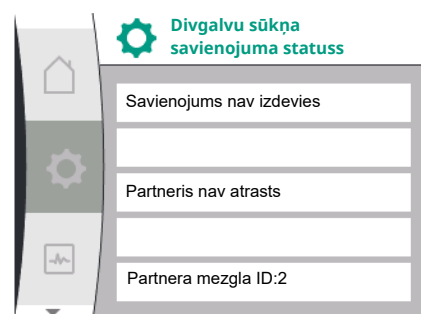 Divgalvu sūkņa
savienojuma statuss
Savienojums nav izdevies
Partneris nav atrasts
Partnera mezgla ID:2